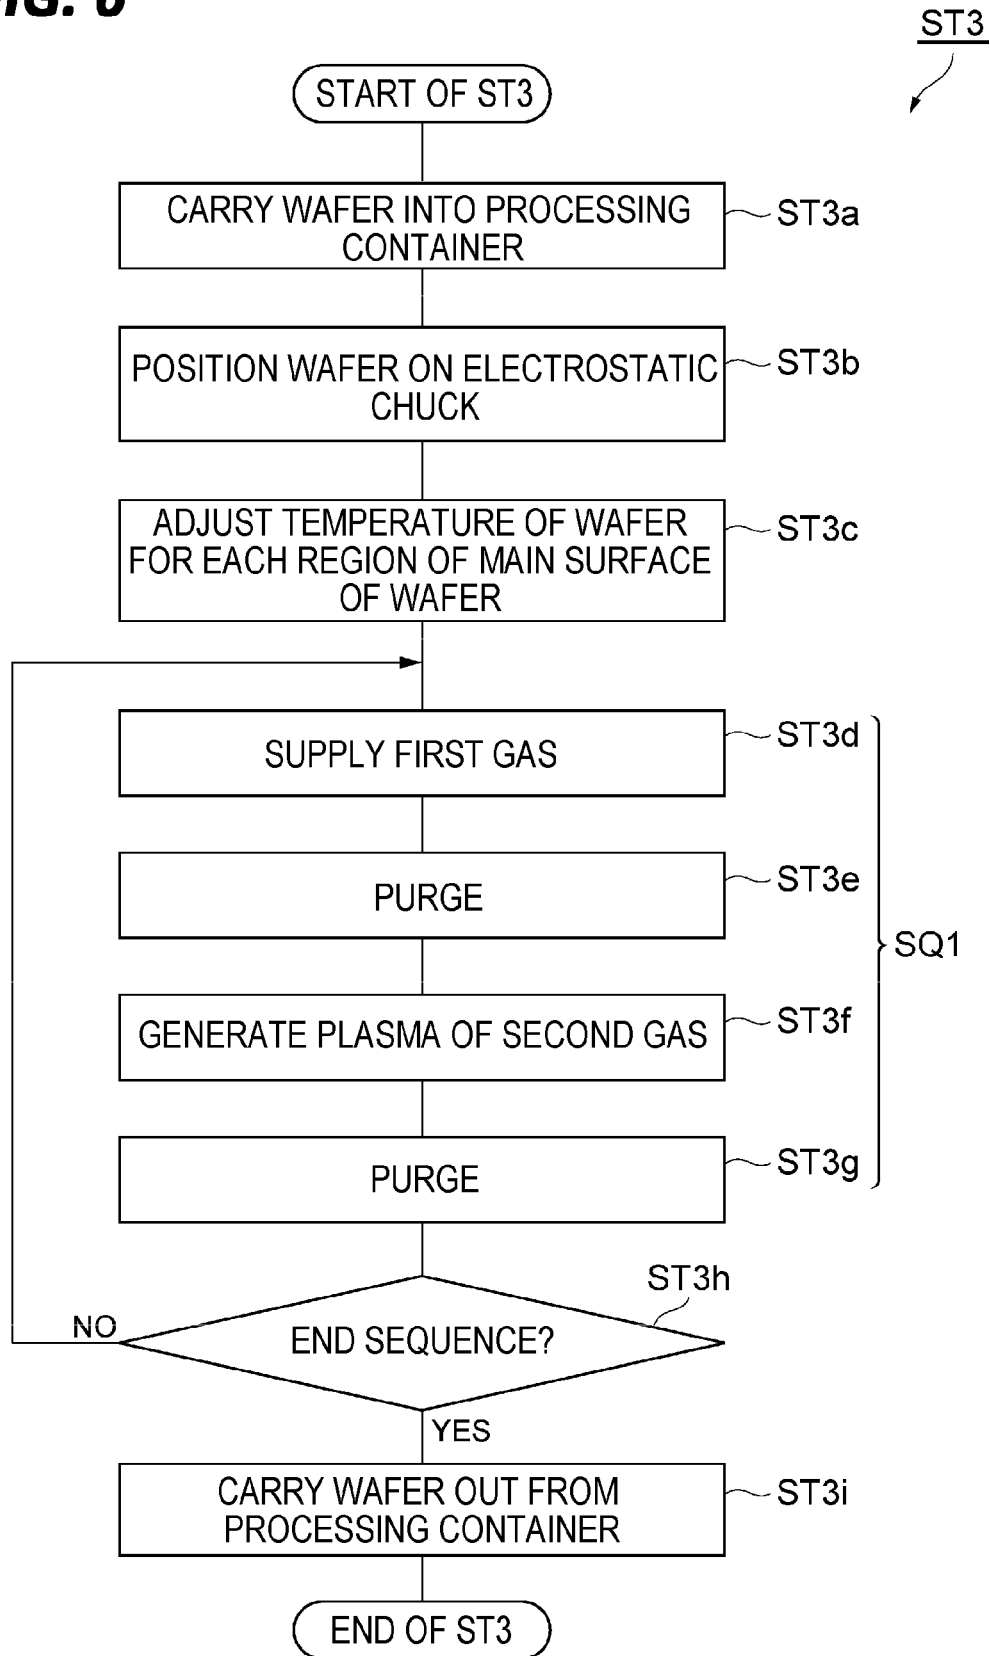 ST3
START OF ST3
CARRY WAFER INTO PROCESSING
CONTAINER
ST3a
POSITION WAFER ON ELECTROSTATIC
CHUCK
ST3b
ADJUST TEMPERATURE OF WAFER
FOR EACH REGION OF MAIN SURFACE
OF WAFER
ST3c
SUPPLY FIRST GAS
ST3d
PURGE
ST3e
SQ1
GENERATE PLASMA OF SECOND GAS
ST3f
PURGE
ST3g
ST3h
NO
END SEQUENCE?
YES
CARRY WAFER OUT FROM
PROCESSING CONTAINER
ST3i
END OF ST3